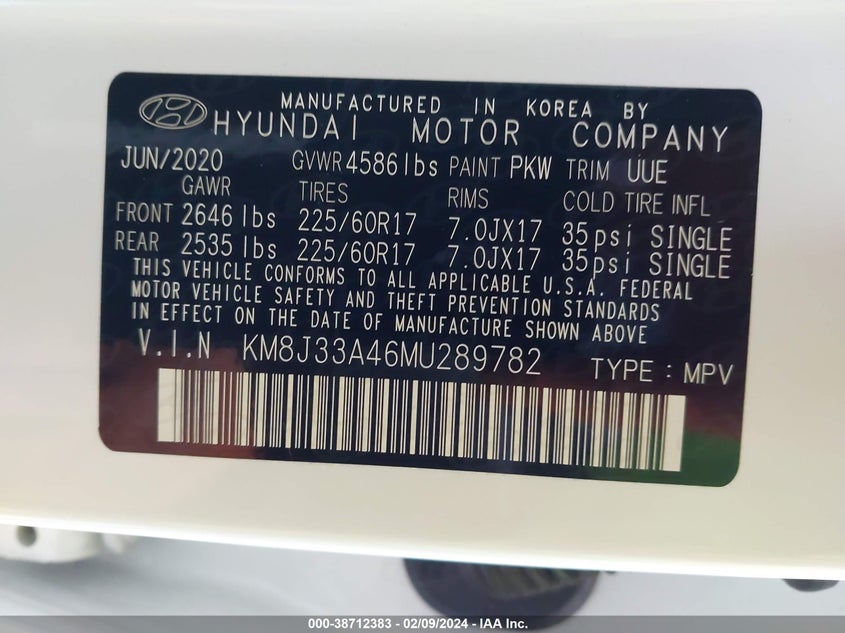 MANUFACTURED IN KOREA BY
HYUNDAI MOTOR COMPANY
JUN/2020 GVWR 4586lbs PAINT PKW TRIM UUE
GAWR TIRES RIMS COLD TIRE INFL
FRONT 2646 lbs 225/60R17 7.0JX17 35psi SINGLE
REAR 2535 lbs 225/60R17 7.0JX17 35psi SINGLE
THIS VEHICLE CONFORMS TO ALL APPLICABLE U.S.A. FEDERAL
MOTOR VEHICLE SAFETY AND THEFT PREVENTION STANDARDS
IN EFFECT ON THE DATE OF MANUFACTURE SHOWN ABOVE
V.I.N KM8J33A46MU289782 TYPE : MPV
000-38712383 - 02/09/2024 - IAA Inc.